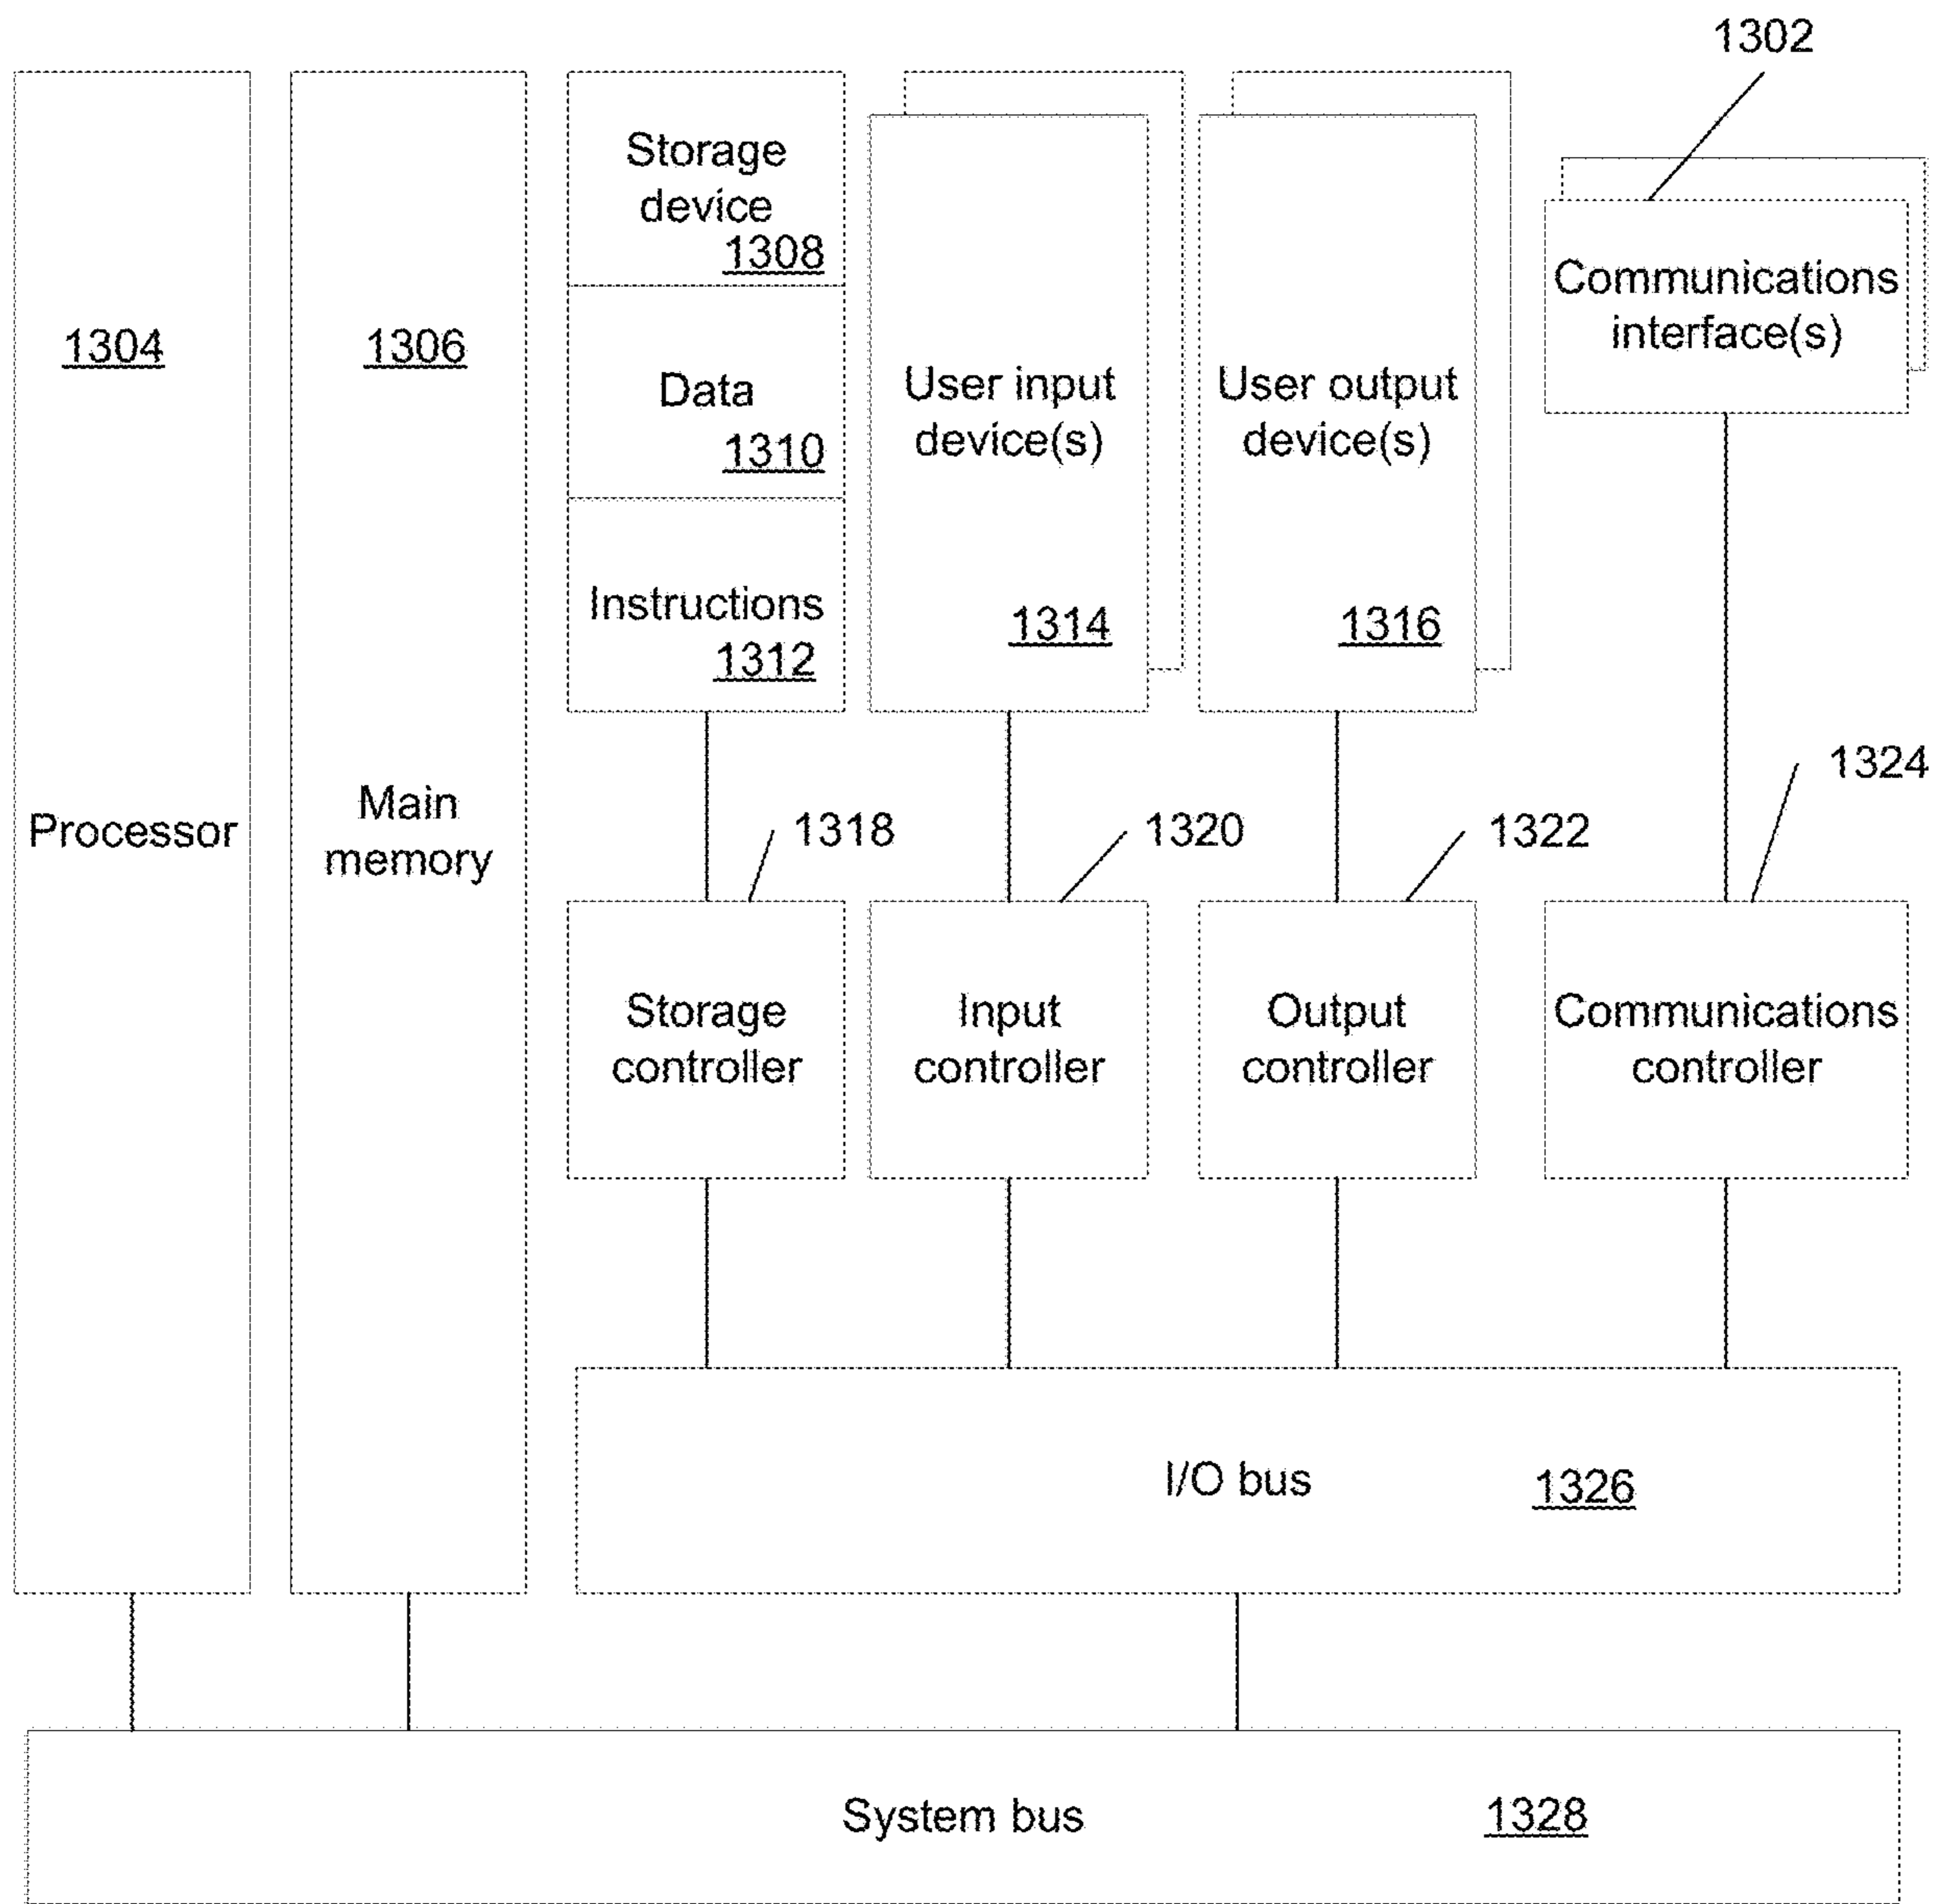 1302
Storage
device
1308
Communications
interface(s)
1304
1306
Data
1310
User input
device(s)
User output
device(s)
Instructions
1312
1314
1316
1324
Processor
Main
memory
1318
1320
1322
Storage
controller
Input
controller
Output
controller
Communications
controller
I/O bus
1326
System bus
1328